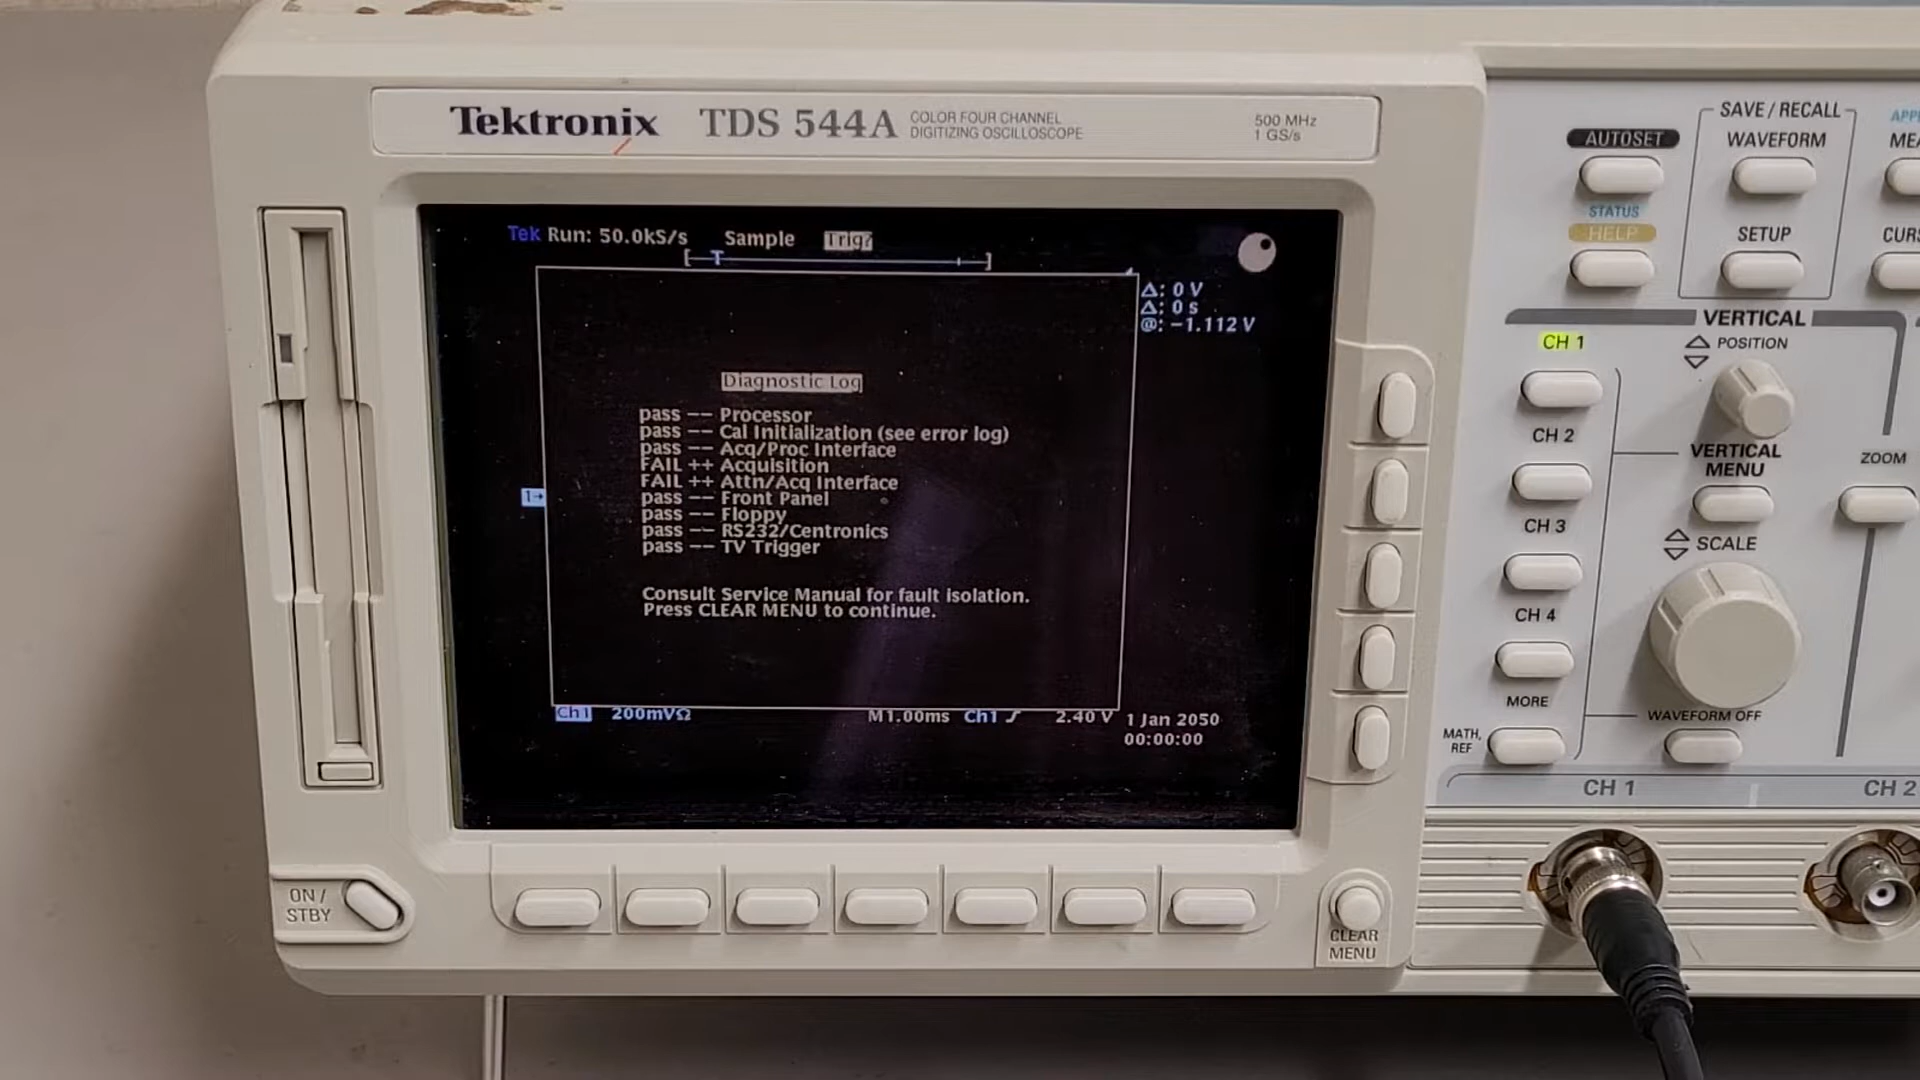 Tektronix TDS 544A COLOR FOUR CHANNEL
DIGITIZING OSCILLOSCOPE
500 MHz
1 GS/s
Tek Run: 50.0kS/s Sample Trig?
T
Δ: 0 V
Δ: 0 s
@: -1.112 V
Diagnostic Log
pass -- Processor
pass -- Cal Initialization (see error log)
pass -- Acq/Proc Interface
FAIL ++ Acquisition
FAIL ++ Attn/Acq Interface
pass -- Front Panel
pass -- Floppy
pass -- RS232/Centronics
pass -- TV Trigger
1→
Consult Service Manual for fault isolation.
Press CLEAR MENU to continue.
Ch1 200mVΩ M1.00ms Ch1 ʃ 2.40 V
1 Jan 2050
00:00:00
ON /
STBY
CLEAR
MENU
AUTOSET
STATUS
HELP
SAVE / RECALL
WAVEFORM
SETUP
VERTICAL
POSITION
VERTICAL
MENU
SCALE
ZOOM
CH 1
CH 2
CH 3
CH 4
MORE
MATH,
REF
WAVEFORM OFF
CH 1
CH 2